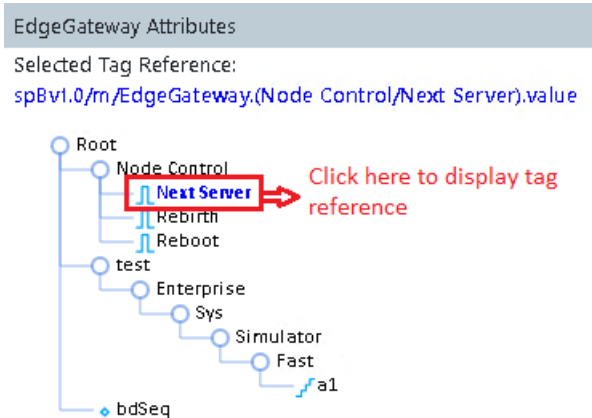 EdgeGateway Attributes
Selected Tag Reference:
spBv1.0/m/EdgeGateway.(Node Control/Next Server).value
Root
Node Control
Next Server
Click here to display tag
reference
Rebirth
Reboot
test
Enterprise
Sys
Simulator
Fast
a1
bdSeq